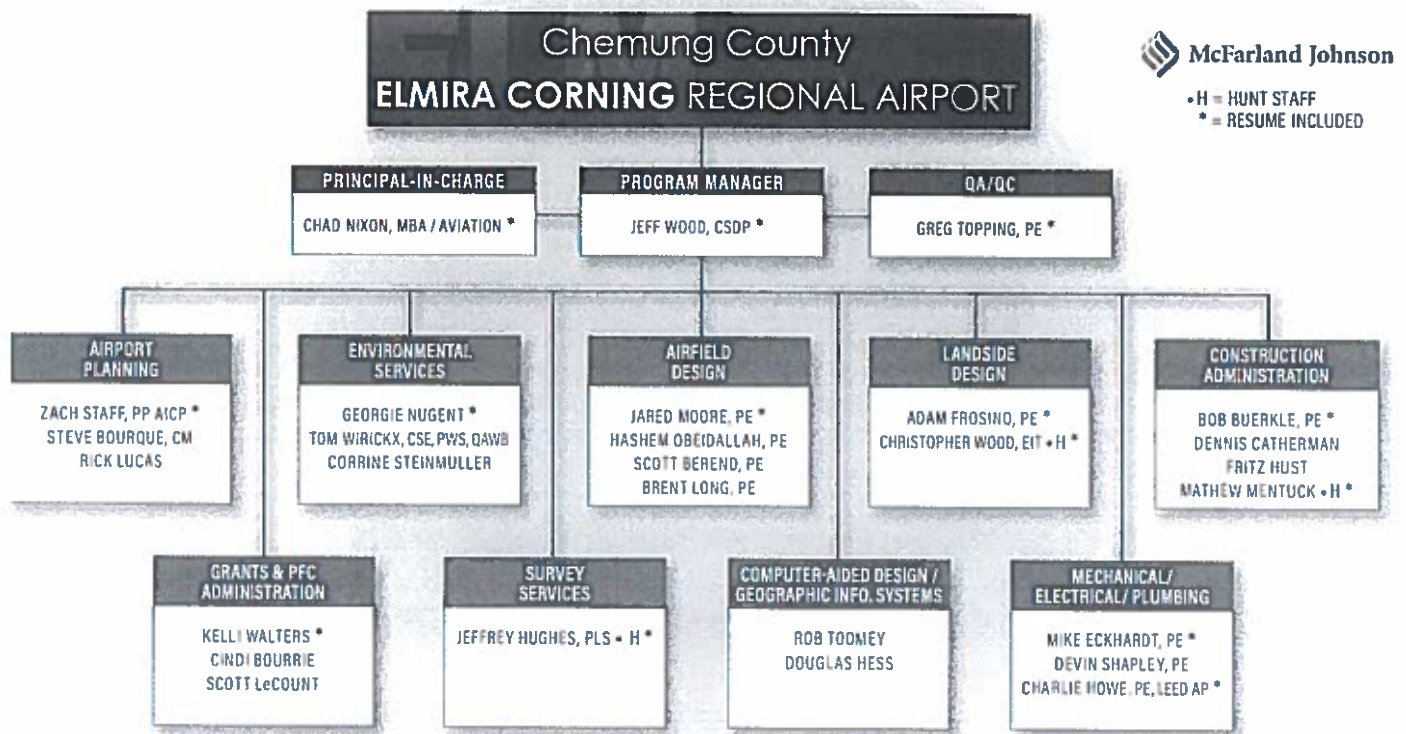 Chemung County
ELMIRA CORNING REGIONAL AIRPORT
McFarland Johnson
•H = HUNT STAFF
* = RESUME INCLUDED
PRINCIPAL-IN-CHARGE
CHAD NIXON, MBA / AVIATION *
PROGRAM MANAGER
JEFF WOOD, CSDP *
QA/QC
GREG TOPPING, PE *
AIRPORT
PLANNING
ZACH STAFF, PP AICP *
STEVE BOURQUE, CM
RICK LUCAS
ENVIRONMENTAL
SERVICES
GEORGIE NUGENT *
TOM WIRICKX, CSE, PWS, QAWB
CORRINE STEINMULLER
AIRFIELD
DESIGN
JARED MOORE, PE *
HASHEM OBEIDALLAH, PE
SCOTT BEREND, PE
BRENT LONG, PE
LANDSIDE
DESIGN
ADAM FROSINO, PE *
CHRISTOPHER WOOD, EIT •H *
CONSTRUCTION
ADMINISTRATION
BOB BUERKLE, PE *
DENNIS CATHERMAN
FRITZ HUST
MATHEW MENTUCK •H *
GRANTS & PFC
ADMINISTRATION
KELLI WALTERS *
CINDI BOURRIE
SCOTT LeCOUNT
SURVEY
SERVICES
JEFFREY HUGHES, PLS • H *
COMPUTER-AIDED DESIGN /
GEOGRAPHIC INFO. SYSTEMS
ROB TOOMEY
DOUGLAS HESS
MECHANICAL/
ELECTRICAL/ PLUMBING
MIKE ECKHARDT, PE *
DEVIN SHAPLEY, PE
CHARLIE HOWE, PE, LEED AP *